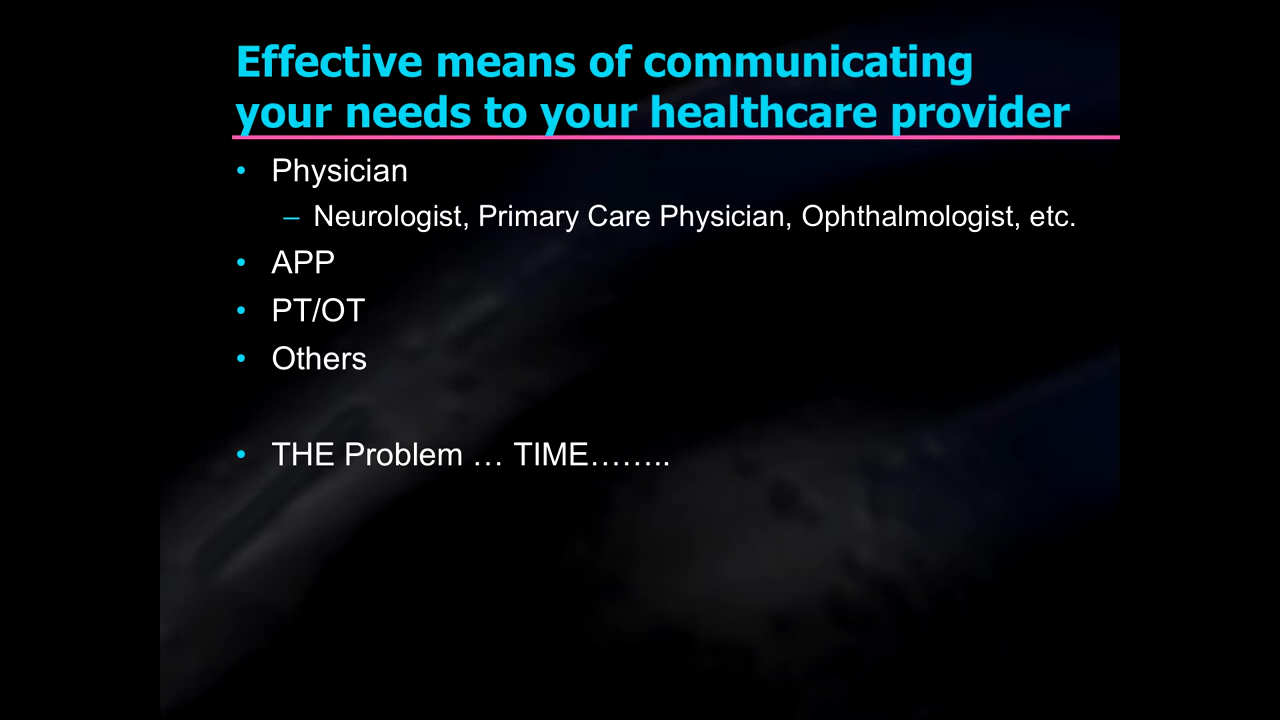 Effective means of communicating
your needs to your healthcare provider
• Physician
– Neurologist, Primary Care Physician, Ophthalmologist, etc.
• APP
• PT/OT
• Others
• THE Problem … TIME……..